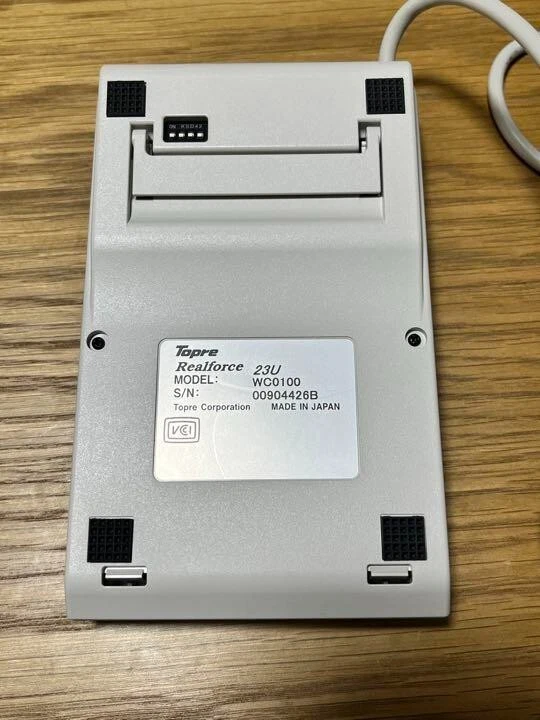 ON
Topre
Realforce 23U
MODEL: WC0100
S/N: 00904426B
Topre Corporation MADE IN JAPAN
VCI